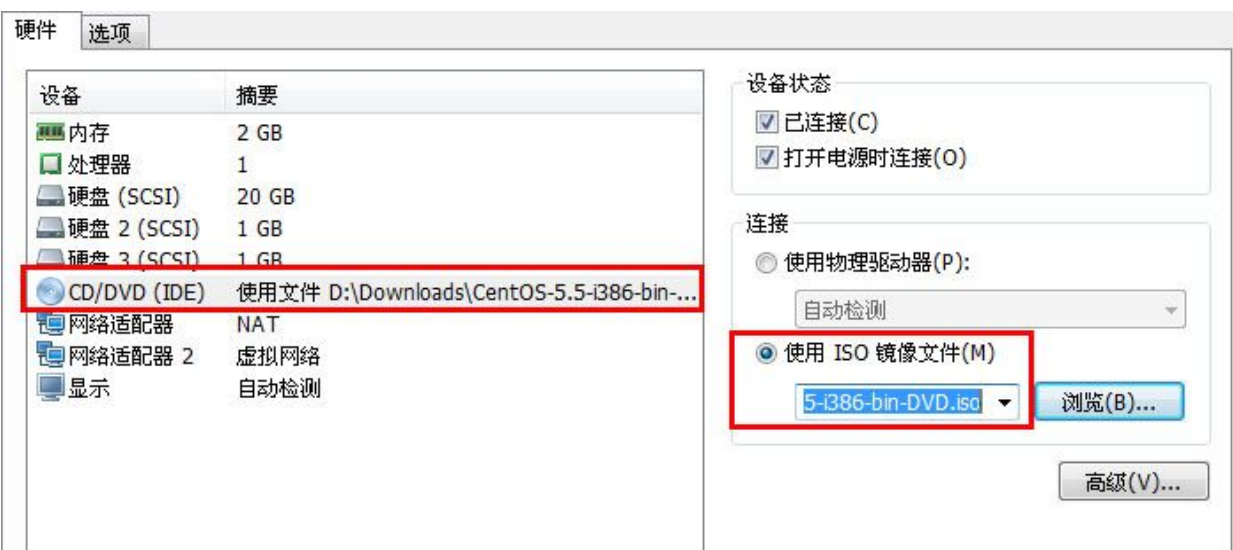 硬件 选项
设备 摘要
内存 2 GB
处理器 1
硬盘 (SCSI) 20 GB
硬盘 2 (SCSI) 1 GB
硬盘 3 (SCSI) 1 GB
CD/DVD (IDE) 使用文件 D:\Downloads\CentOS-5.5-i386-bin-...
网络适配器 NAT
网络适配器 2 虚拟网络
显示 自动检测
设备状态
已连接(C)
打开电源时连接(O)
连接
使用物理驱动器(P):
自动检测
使用 ISO 镜像文件(M)
5-i386-bin-DVD.iso 浏览(B)...
高级(V)...